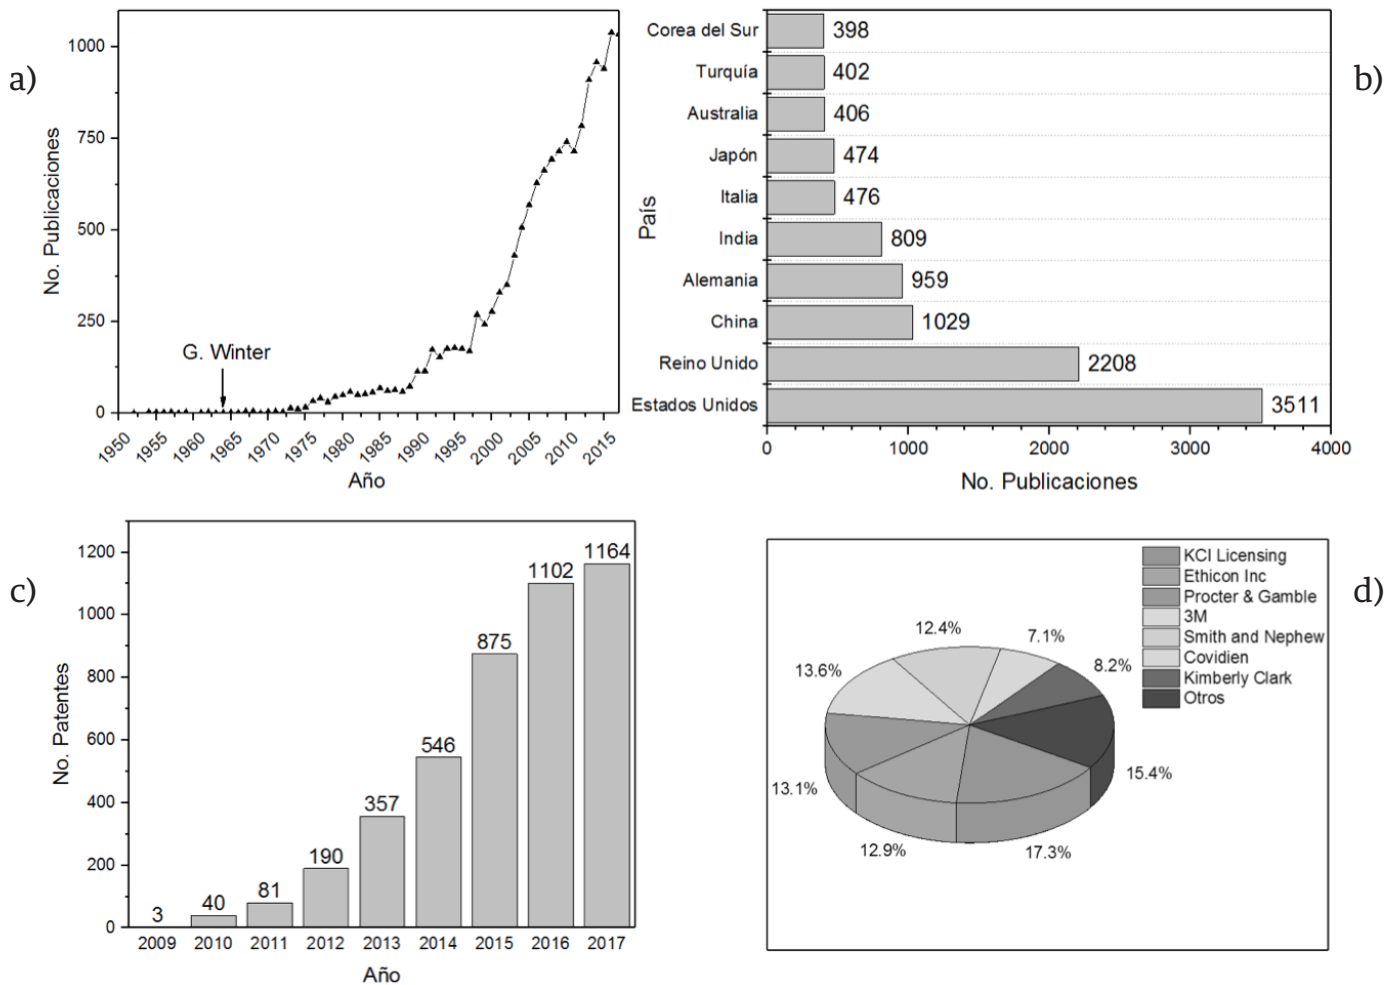 a)
1000
750
500
250
0
No. Publicaciones
G. Winter
1950 1955 1960 1965 1970 1975 1980 1985 1990 1995 2000 2005 2010 2015
Año
b)
País
Corea del Sur 398
Turquía 402
Australia 406
Japón 474
Italia 476
India 809
Alemania 959
China 1029
Reino Unido 2208
Estados Unidos 3511
0 1000 2000 3000 4000
No. Publicaciones
c)
1200
1000
800
600
400
200
0
No. Patentes
3 40 81 190 357 546 875 1102 1164
2009 2010 2011 2012 2013 2014 2015 2016 2017
Año
d)
KCI Licensing
Ethicon Inc
Procter & Gamble
3M
Smith and Nephew
Covidien
Kimberly Clark
Otros
12.4%
7.1%
8.2%
13.6%
15.4%
13.1%
12.9%
17.3%